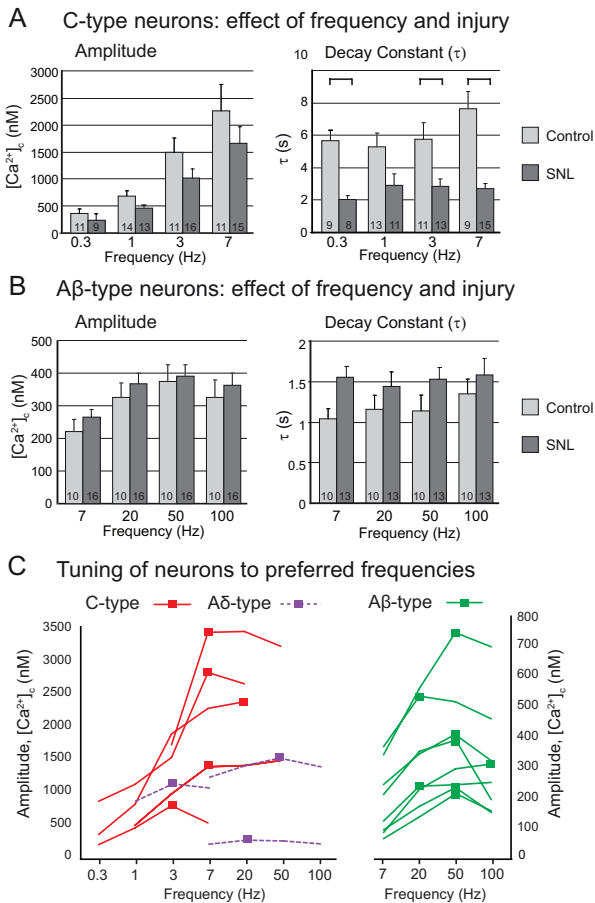 A C-type neurons: effect of frequency and injury
Amplitude
[Ca2+]c (nM)
3000
2500
2000
1500
1000
500
0
11 9 14 13 11 16 11 15
0.3 1 3 7
Frequency (Hz)
Decay Constant (τ)
τ (s)
10
8
6
4
2
0
9 8 13 11 11 13 9 15
0.3 1 3 7
Frequency (Hz)
Control
SNL
B Aβ-type neurons: effect of frequency and injury
Amplitude
[Ca2+]c (nM)
500
400
300
200
100
0
10 16 10 16 10 16 10 16
7 20 50 100
Frequency (Hz)
Decay Constant (τ)
τ (s)
2
1.5
1
0.5
0
10 13 10 13 10 13 10 13
7 20 50 100
Frequency (Hz)
Control
SNL
C Tuning of neurons to preferred frequencies
C-type Aδ-type Aβ-type
Amplitude, [Ca2+]c (nM)
3500
3000
2500
2000
1500
1000
500
0
0.3 1 3 7 20 50 100
Frequency (Hz)
7 20 50 100
Frequency (Hz)
800
700
600
500
400
300
200
100
0
Amplitude, [Ca2+]c (nM)